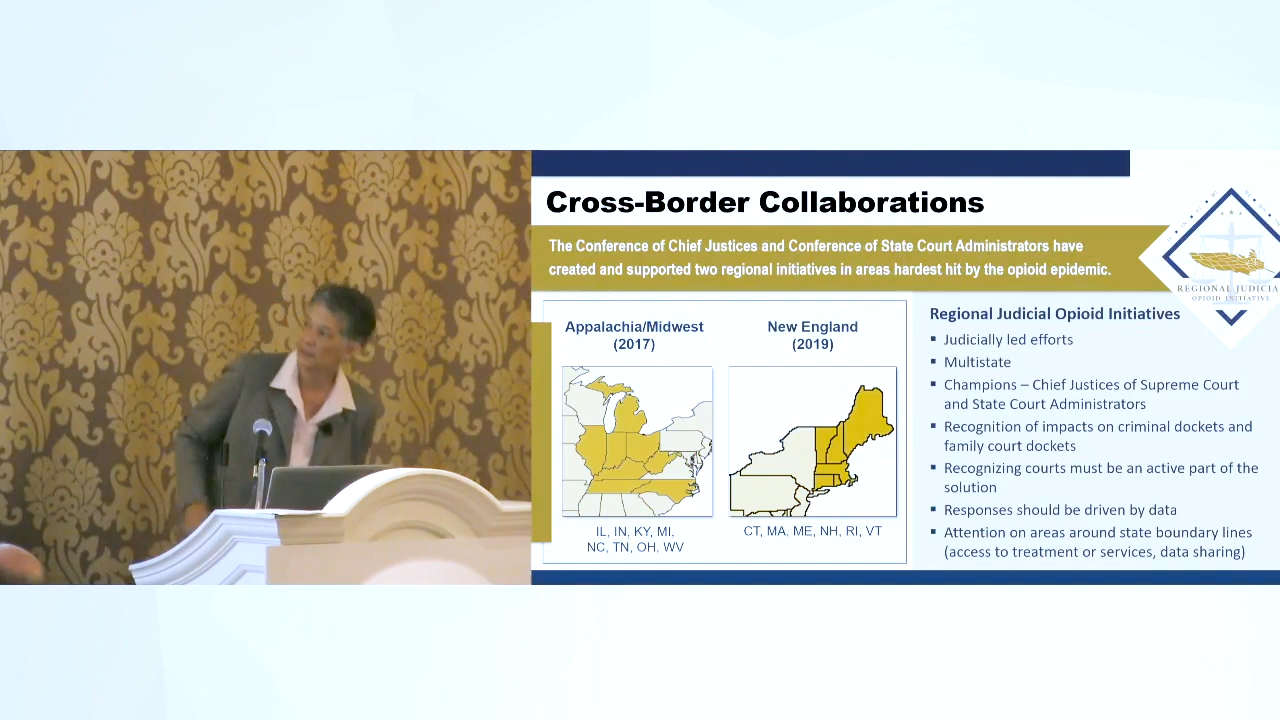 Cross-Border Collaborations
The Conference of Chief Justices and Conference of State Court Administrators have
created and supported two regional initiatives in areas hardest hit by the opioid epidemic.
REGIONAL JUDICIA
OPIOID INITIATIVE
Appalachia/Midwest
(2017)
IL, IN, KY, MI,
NC, TN, OH, WV
New England
(2019)
CT, MA, ME, NH, RI, VT
Regional Judicial Opioid Initiatives
▪ Judicially led efforts
▪ Multistate
▪ Champions – Chief Justices of Supreme Court
and State Court Administrators
▪ Recognition of impacts on criminal dockets and
family court dockets
▪ Recognizing courts must be an active part of the
solution
▪ Responses should be driven by data
▪ Attention on areas around state boundary lines
(access to treatment or services, data sharing)